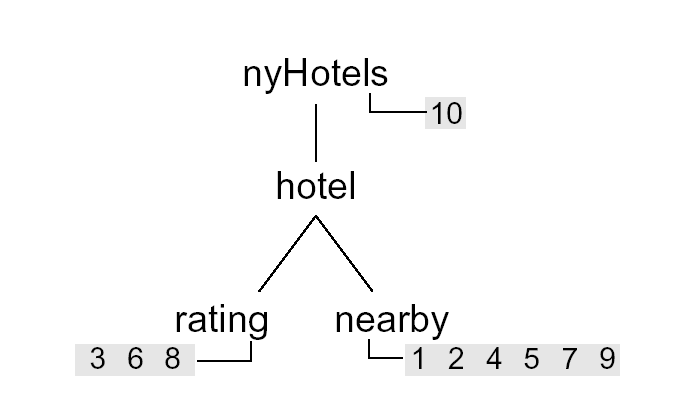 nyHotels
10
hotel
rating nearby
3 6 8 1 2 4 5 7 9